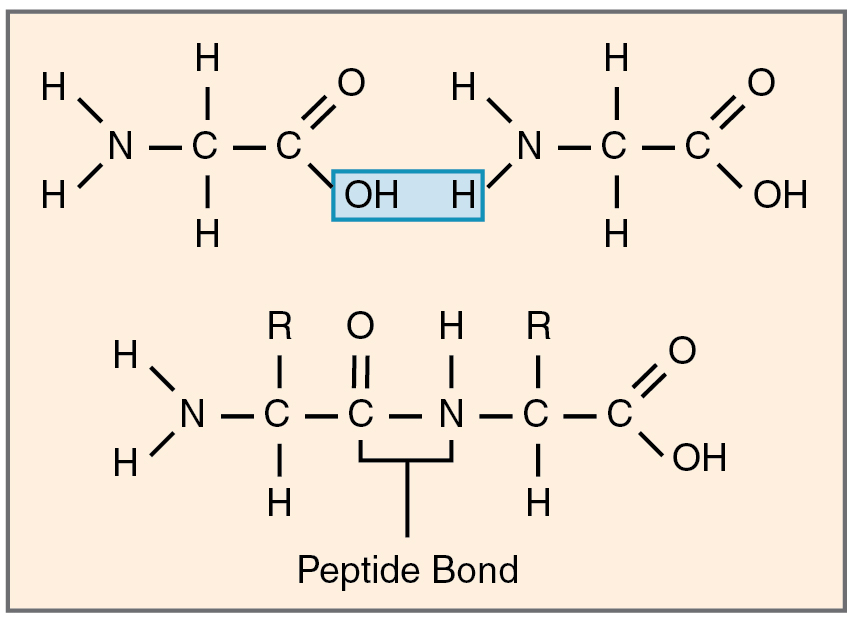 H H O H H O
N C C N C C
H H OH H H OH
R O H R
H O
N C C N C C
H H H OH
Peptide Bond